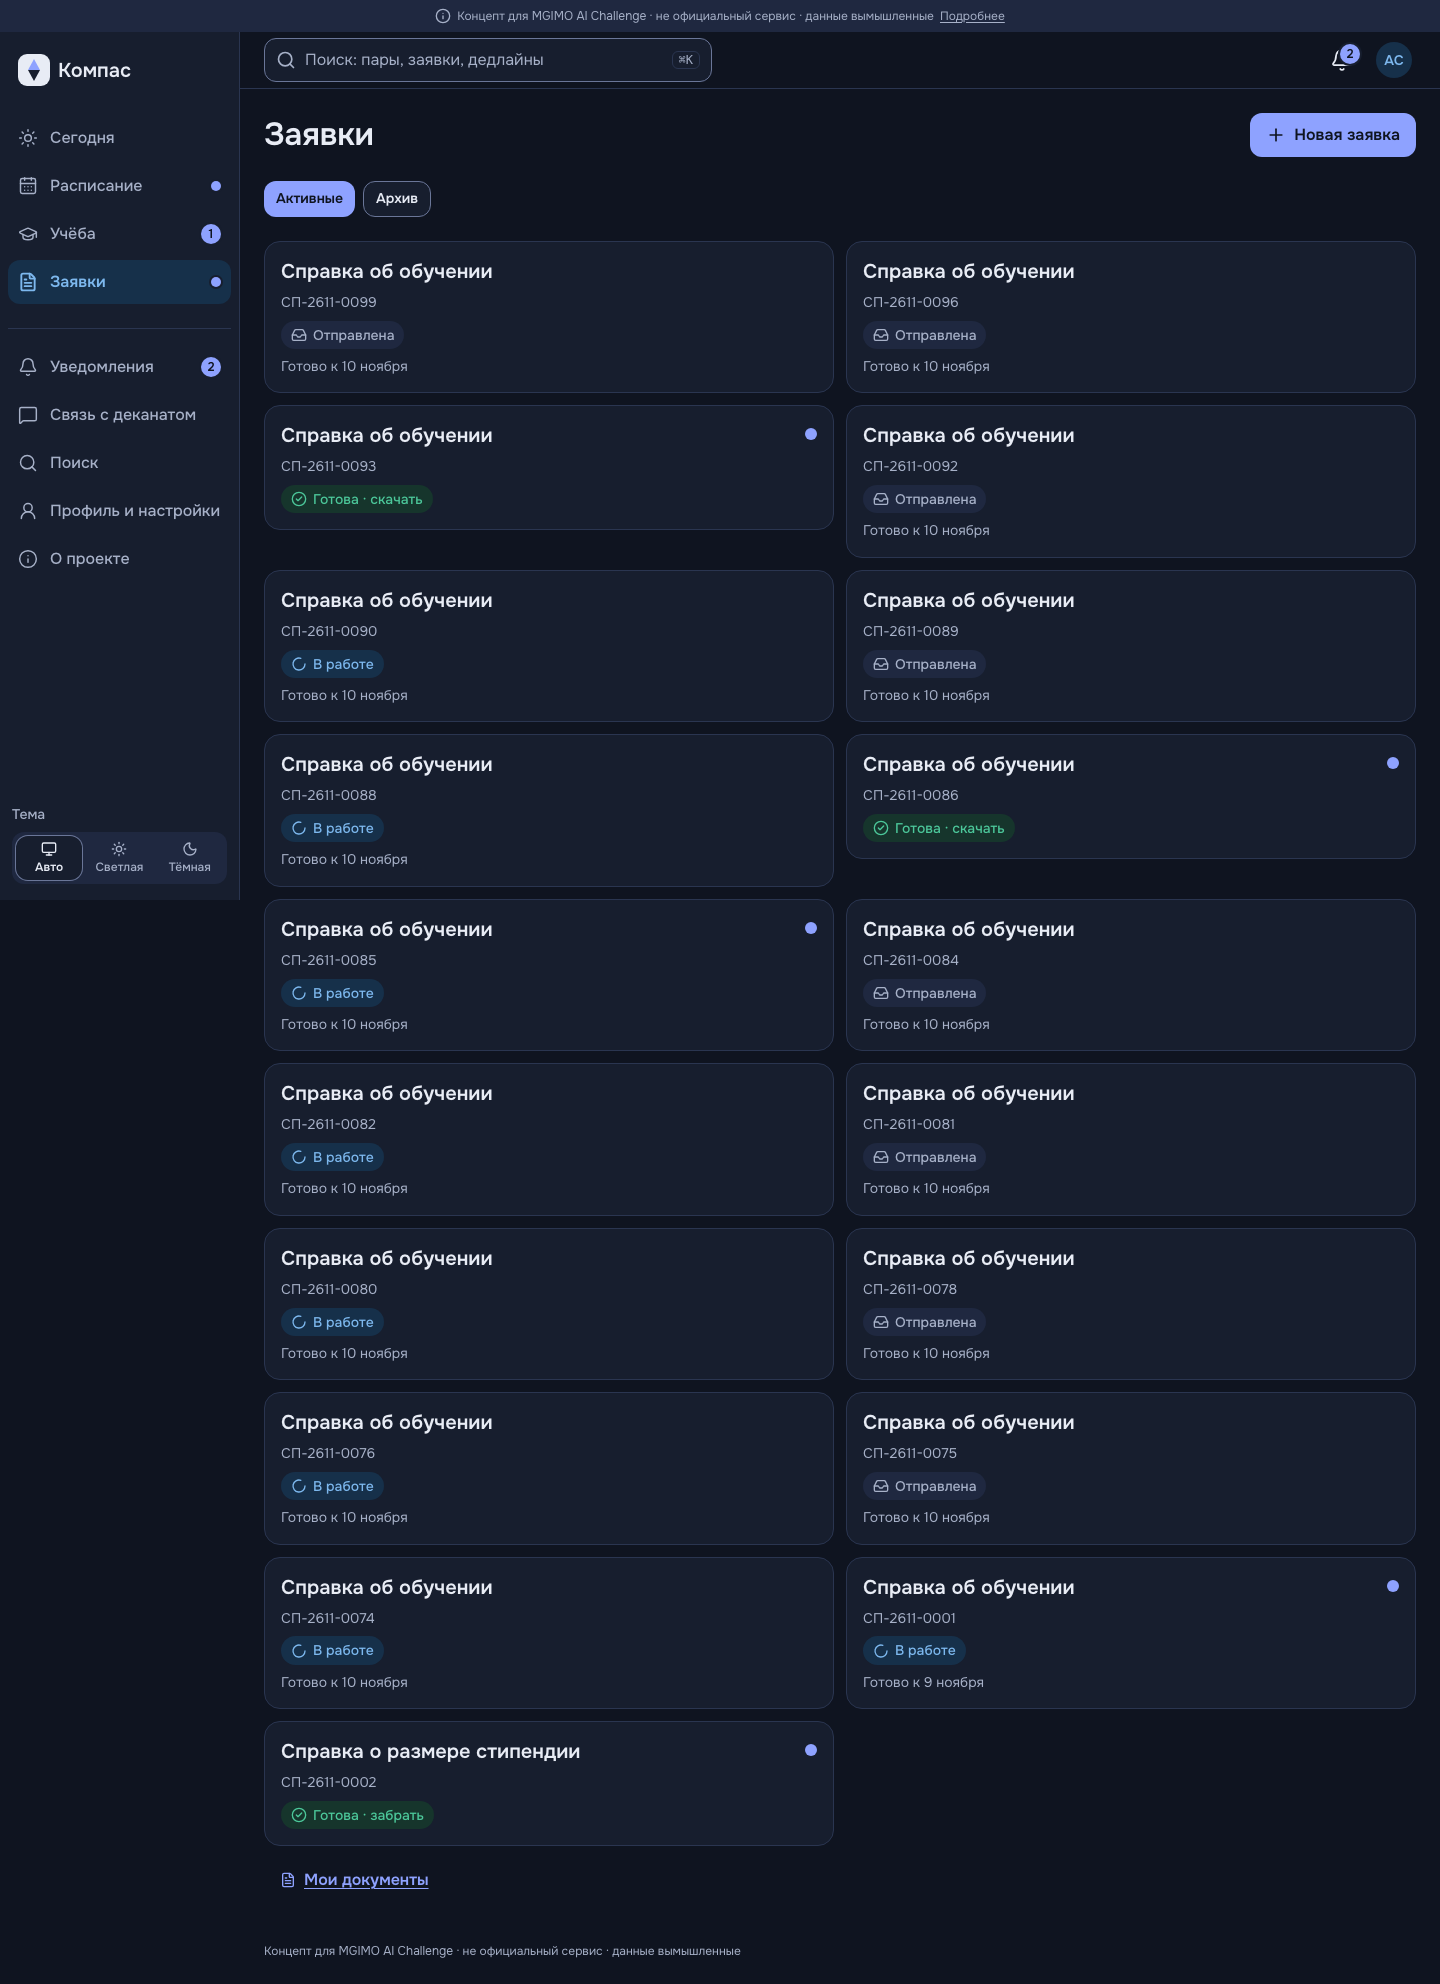 Концепт для MGIMO AI Challenge · не официальный сервис · данные вымышленные Подробнее
Компас
Поиск: пары, заявки, дедлайны
⌘K
2
АС
Сегодня
Расписание
Учёба
1
Заявки
Уведомления
2
Связь с деканатом
Поиск
Профиль и настройки
О проекте
Тема
Авто
Светлая
Тёмная
Заявки
Новая заявка
Активные
Архив
Справка об обучении
СП-2611-0099
Отправлена
Готово к 10 ноября
Справка об обучении
СП-2611-0096
Отправлена
Готово к 10 ноября
Справка об обучении
СП-2611-0093
Готова · скачать
Справка об обучении
СП-2611-0092
Отправлена
Готово к 10 ноября
Справка об обучении
СП-2611-0090
В работе
Готово к 10 ноября
Справка об обучении
СП-2611-0089
Отправлена
Готово к 10 ноября
Справка об обучении
СП-2611-0088
В работе
Готово к 10 ноября
Справка об обучении
СП-2611-0086
Готова · скачать
Справка об обучении
СП-2611-0085
В работе
Готово к 10 ноября
Справка об обучении
СП-2611-0084
Отправлена
Готово к 10 ноября
Справка об обучении
СП-2611-0082
В работе
Готово к 10 ноября
Справка об обучении
СП-2611-0081
Отправлена
Готово к 10 ноября
Справка об обучении
СП-2611-0080
В работе
Готово к 10 ноября
Справка об обучении
СП-2611-0078
Отправлена
Готово к 10 ноября
Справка об обучении
СП-2611-0076
В работе
Готово к 10 ноября
Справка об обучении
СП-2611-0075
Отправлена
Готово к 10 ноября
Справка об обучении
СП-2611-0074
В работе
Готово к 10 ноября
Справка об обучении
СП-2611-0001
В работе
Готово к 9 ноября
Справка о размере стипендии
СП-2611-0002
Готова · забрать
Мои документы
Концепт для MGIMO AI Challenge · не официальный сервис · данные вымышленные